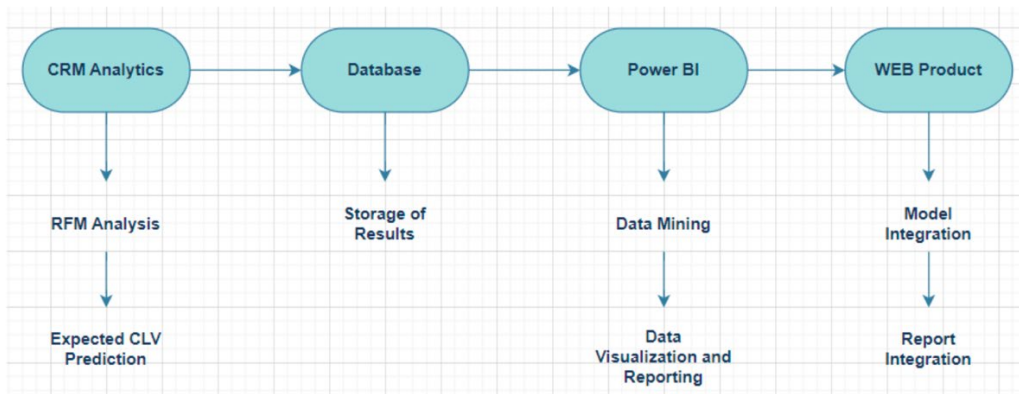 CRM Analytics
Database
Power BI
WEB Product
RFM Analysis
Storage of
Results
Data Mining
Model
Integration
Expected CLV
Prediction
Data
Visualization and
Reporting
Report
Integration